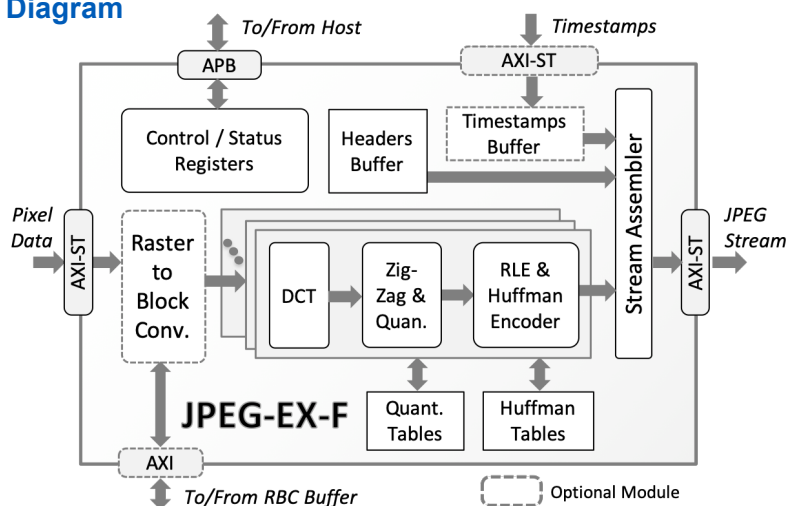 Diagram
To/From Host
Timestamps
APB
AXI-ST
Control / Status
Registers
Headers
Buffer
Timestamps
Buffer
Pixel
Data
AXI-ST
Raster
to
Block
Conv.
DCT
Zig-
Zag &
Quan.
RLE &
Huffman
Encoder
Stream Assembler
AXI-ST
JPEG
Stream
JPEG-EX-F
Quant.
Tables
Huffman
Tables
AXI
To/From RBC Buffer
Optional Module